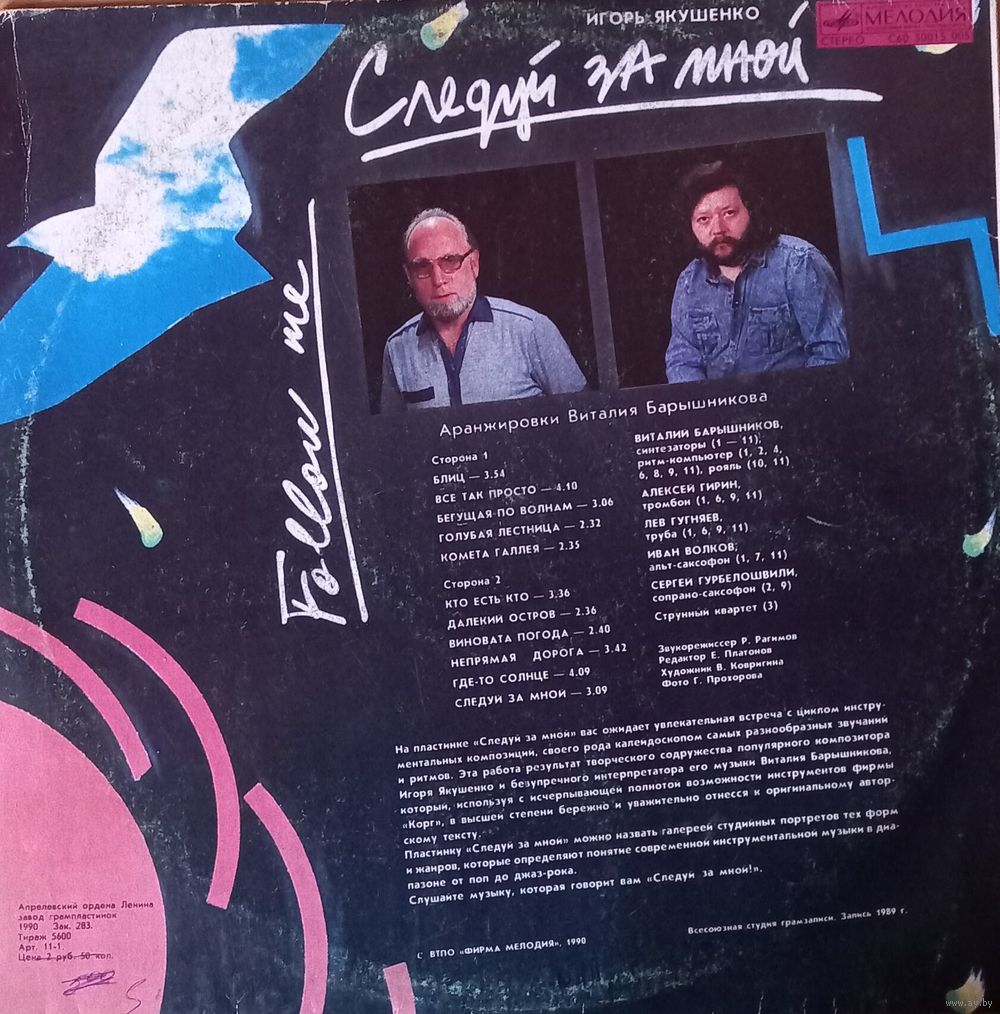 ИГОРЬ ЯКУШЕНКО
МЕЛОДИЯ
СТЕРЕО С60 30015 005
Следуй за мной
Follow me
Аранжировки Виталия Барышникова
Сторона 1
БЛИЦ — 3.54
ВСЕ ТАК ПРОСТО — 4.10
БЕГУЩАЯ ПО ВОЛНАМ — 3.06
ГОЛУБАЯ ЛЕСТНИЦА — 2.32
КОМЕТА ГАЛЛЕЯ — 2.35
Сторона 2
КТО ЕСТЬ КТО — 3.36
ДАЛЕКИЙ ОСТРОВ — 2.36
ВИНОВАТА ПОГОДА — 2.40
НЕПРЯМАЯ ДОРОГА — 3.42
ГДЕ-ТО СОЛНЦЕ — 4.09
СЛЕДУЙ ЗА МНОЙ — 3.09
ВИТАЛИЙ БАРЫШНИКОВ,
синтезаторы (1 — 11),
ритм-компьютер (1, 2, 4,
6, 8, 9, 11), рояль (10, 11)
АЛЕКСЕЙ ГИРИН,
тромбон (1, 6, 9, 11)
ЛЕВ ГУГНЯЕВ,
труба (1, 6, 9, 11)
ИВАН ВОЛКОВ,
альт-саксофон (1, 7, 11)
СЕРГЕЙ ГУРБЕЛОШВИЛИ,
сопрано-саксофон (2, 9)
Струнный квартет (3)
Звукорежиссер Р. Рагимов
Редактор Е. Платонов
Художник В. Ковригина
Фото Г. Прохорова
На пластинке «Следуй за мной» вас ожидает увлекательная встреча с циклом инстру-
ментальных композиций, своего рода калейдоскопом самых разнообразных звучаний
и ритмов. Эта работа результат творческого содружества популярного композитора
Игоря Якушенко и безупречного интерпретатора его музыки Виталия Барышникова,
который, используя с исчерпывающей полнотой возможности инструментов фирмы
«Корг», в высшей степени бережно и уважительно отнесся к оригинальному автор-
скому тексту.
Пластинку «Следуй за мной» можно назвать галереей студийных портретов тех форм
и жанров, которые определяют понятие современной инструментальной музыки в диа-
пазоне от поп до джаз-рока.
Слушайте музыку, которая говорит вам «Следуй за мной!».
Апрелевский ордена Ленина
завод грампластинок
1990 Зак. 283.
Тираж 5600
Арт. 11-1.
Цена 2 руб. 50 коп.
С ВТПО «ФИРМА МЕЛОДИЯ», 1990
Всесоюзная студия грамзаписи. Запись 1989 г.
www.ay.by